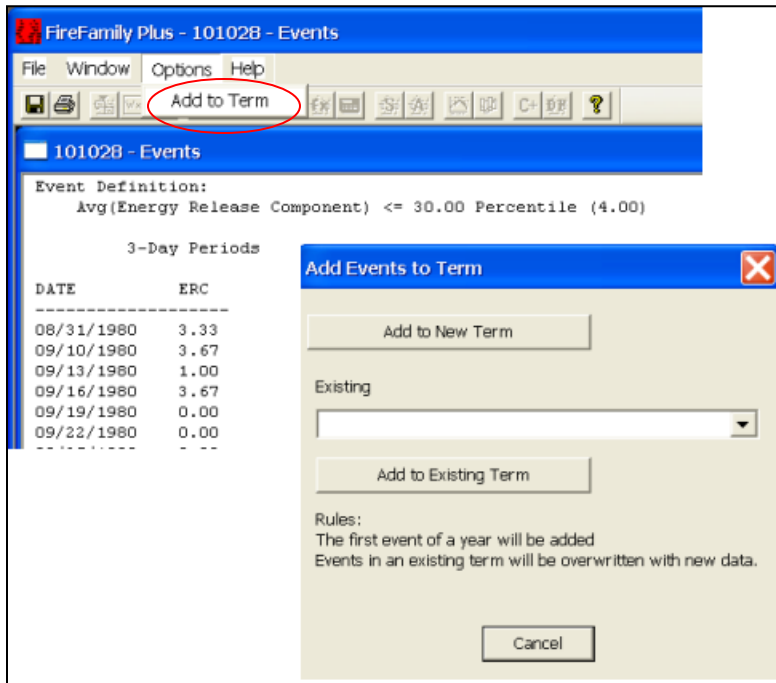 FireFamily Plus - 101028 - Events
File Window Options Help
Add to Term
101028 - Events
Event Definition:
Avg(Energy Release Component) <= 30.00 Percentile (4.00)
3-Day Periods
DATE ERC
-------------------
08/31/1980 3.33
09/10/1980 3.67
09/13/1980 1.00
09/16/1980 3.67
09/19/1980 0.00
09/22/1980 0.00
Add Events to Term
Add to New Term
Existing
Add to Existing Term
Rules:
The first event of a year will be added
Events in an existing term will be overwritten with new data.
Cancel